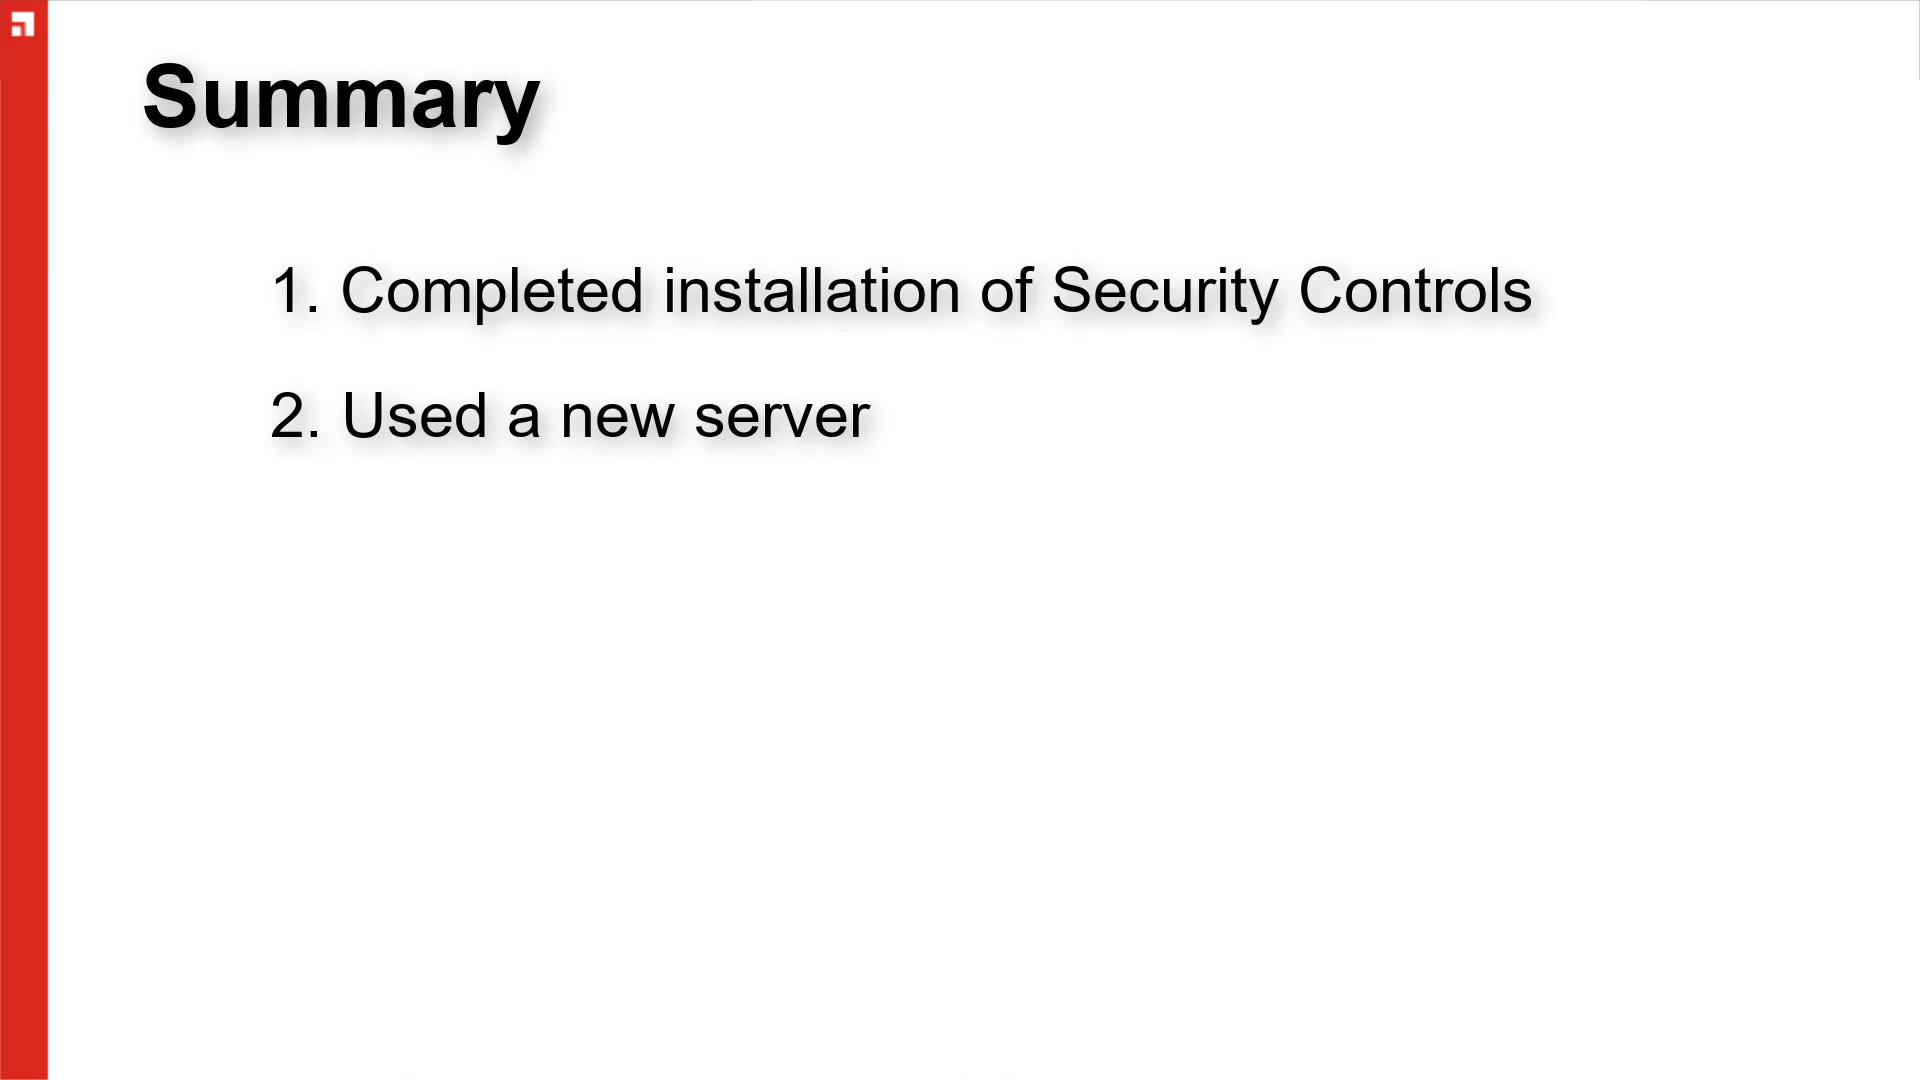 Summary
1. Completed installation of Security Controls
2. Used a new server